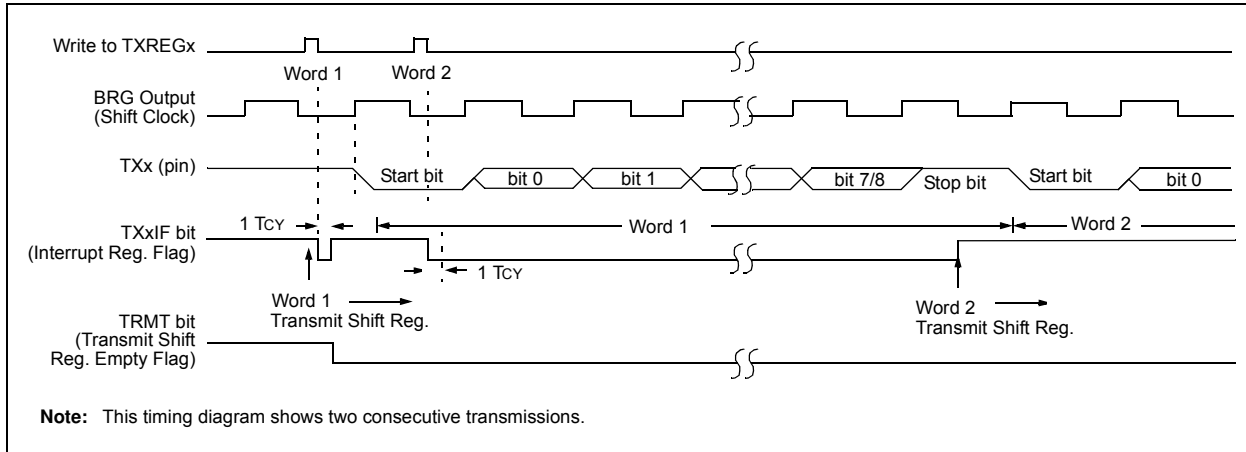 Write to TXREGx
Word 1
Word 2
BRG Output
(Shift Clock)
TXx (pin)
Start bit
bit 0
bit 1
bit 7/8
Stop bit
Start bit
bit 0
1 TCY
TXxIF bit
(Interrupt Reg. Flag)
Word 1
Word 2
1 TCY
Word 1
Transmit Shift Reg.
Word 2
Transmit Shift Reg.
TRMT bit
(Transmit Shift
Reg. Empty Flag)
Note: This timing diagram shows two consecutive transmissions.